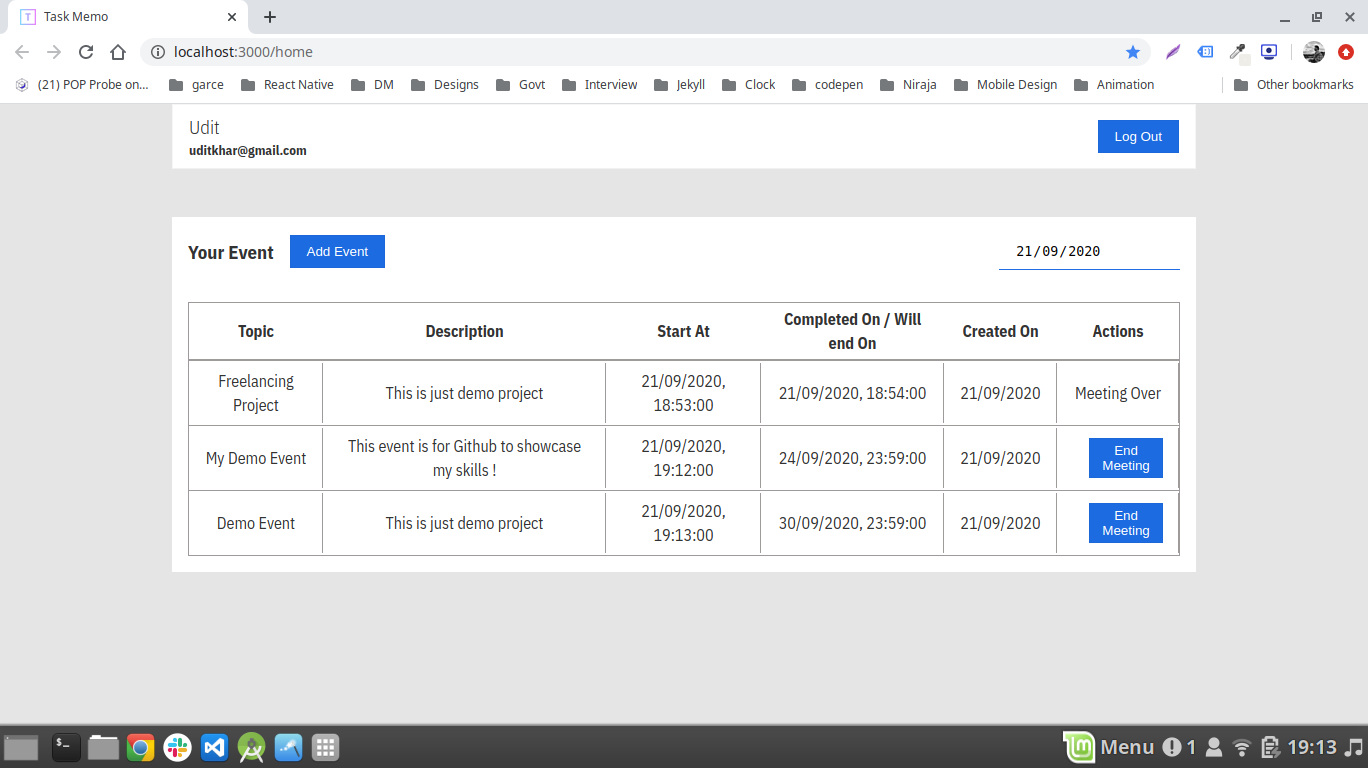 T Task Memo
localhost:3000/home
(21) POP Probe on... garce React Native DM Designs Govt Interview Jekyll Clock codepen Niraja Mobile Design Animation Other bookmarks
Udit
uditkhar@gmail.com
Log Out
Your Event
Add Event
21/09/2020
Topic
Description
Start At
Completed On / Will
end On
Created On
Actions
Freelancing
Project
This is just demo project
21/09/2020,
18:53:00
21/09/2020, 18:54:00
21/09/2020
Meeting Over
My Demo Event
This event is for Github to showcase
my skills !
21/09/2020,
19:12:00
24/09/2020, 23:59:00
21/09/2020
End
Meeting
Demo Event
This is just demo project
21/09/2020,
19:13:00
30/09/2020, 23:59:00
21/09/2020
End
Meeting
Menu 1 19:13